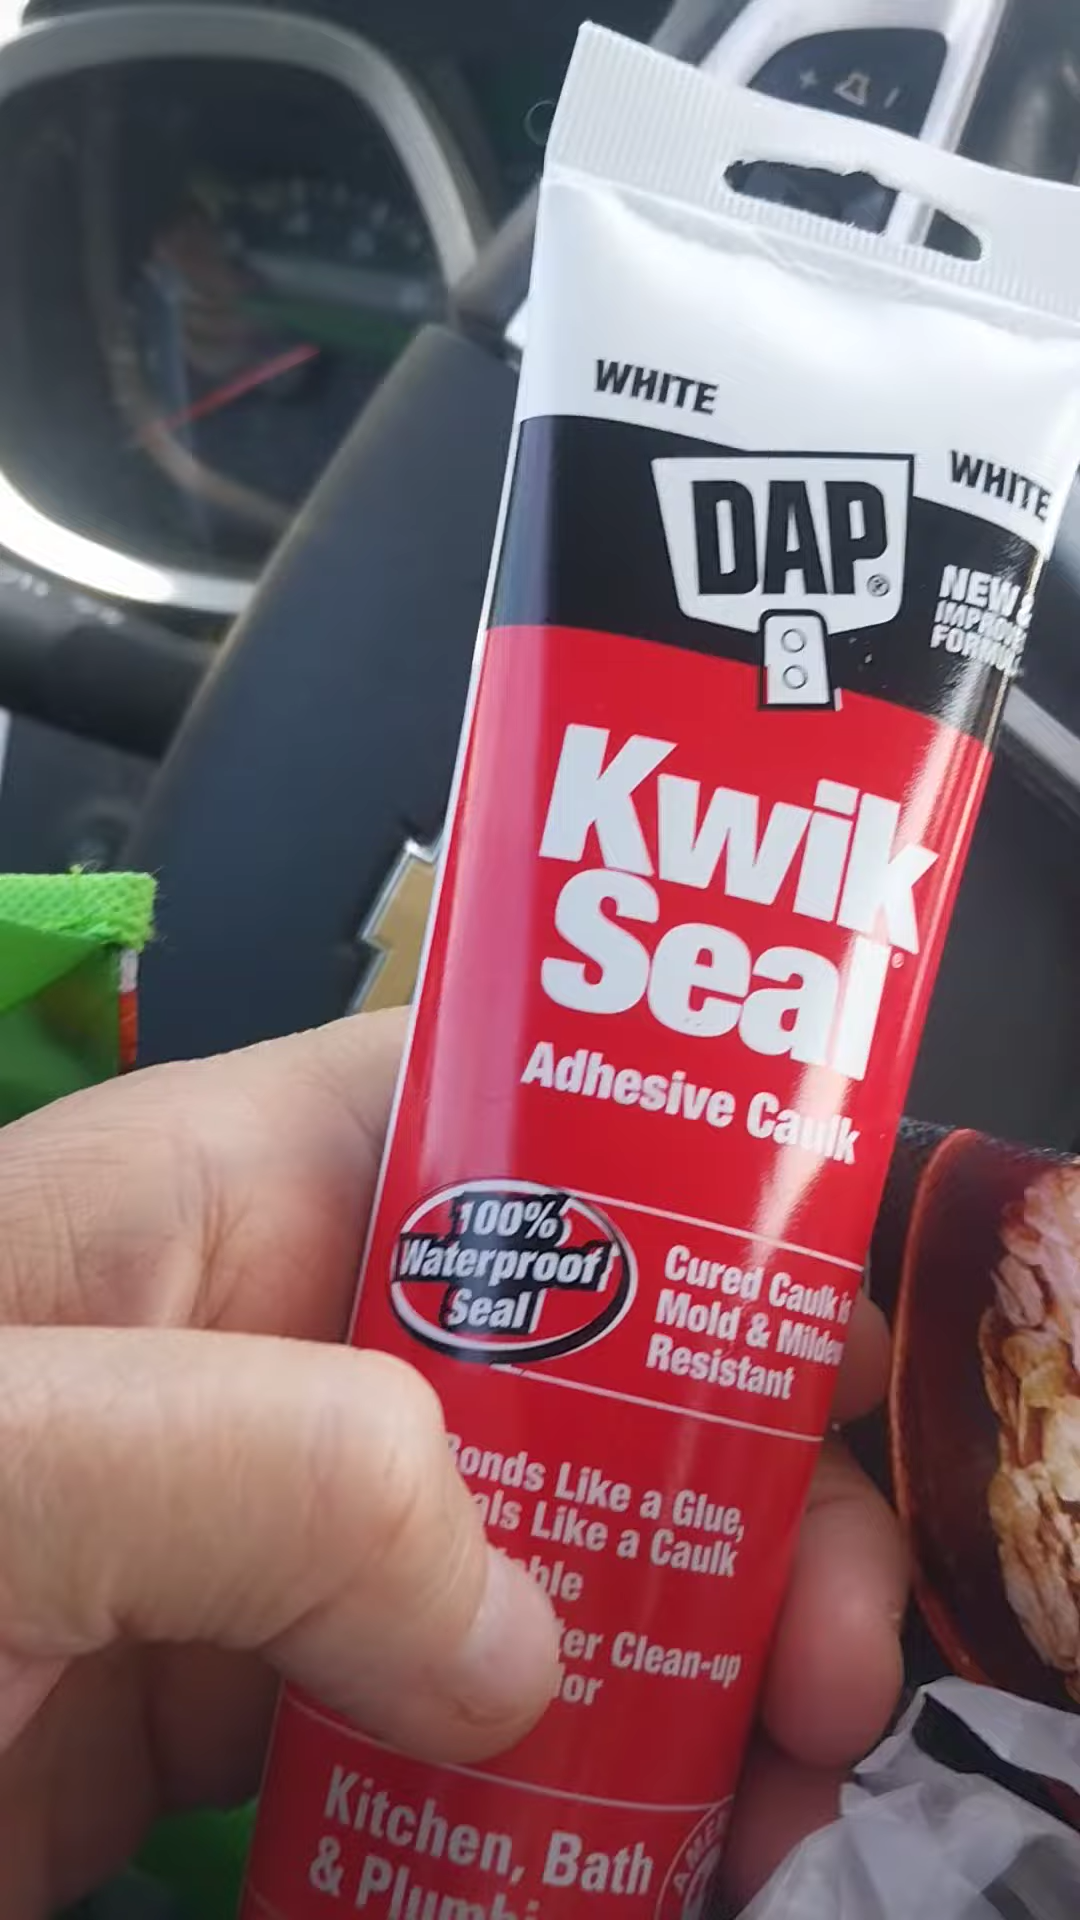 WHITE
WHITE
DAP®
NEW &
Kwik
Seal®
Adhesive Caulk
100%
Waterproof
Seal
Cured Caulk is
Mold & Mildew
Resistant
Bonds Like a Glue,
Like a Caulk
Clean-up
Kitchen, Bath
&